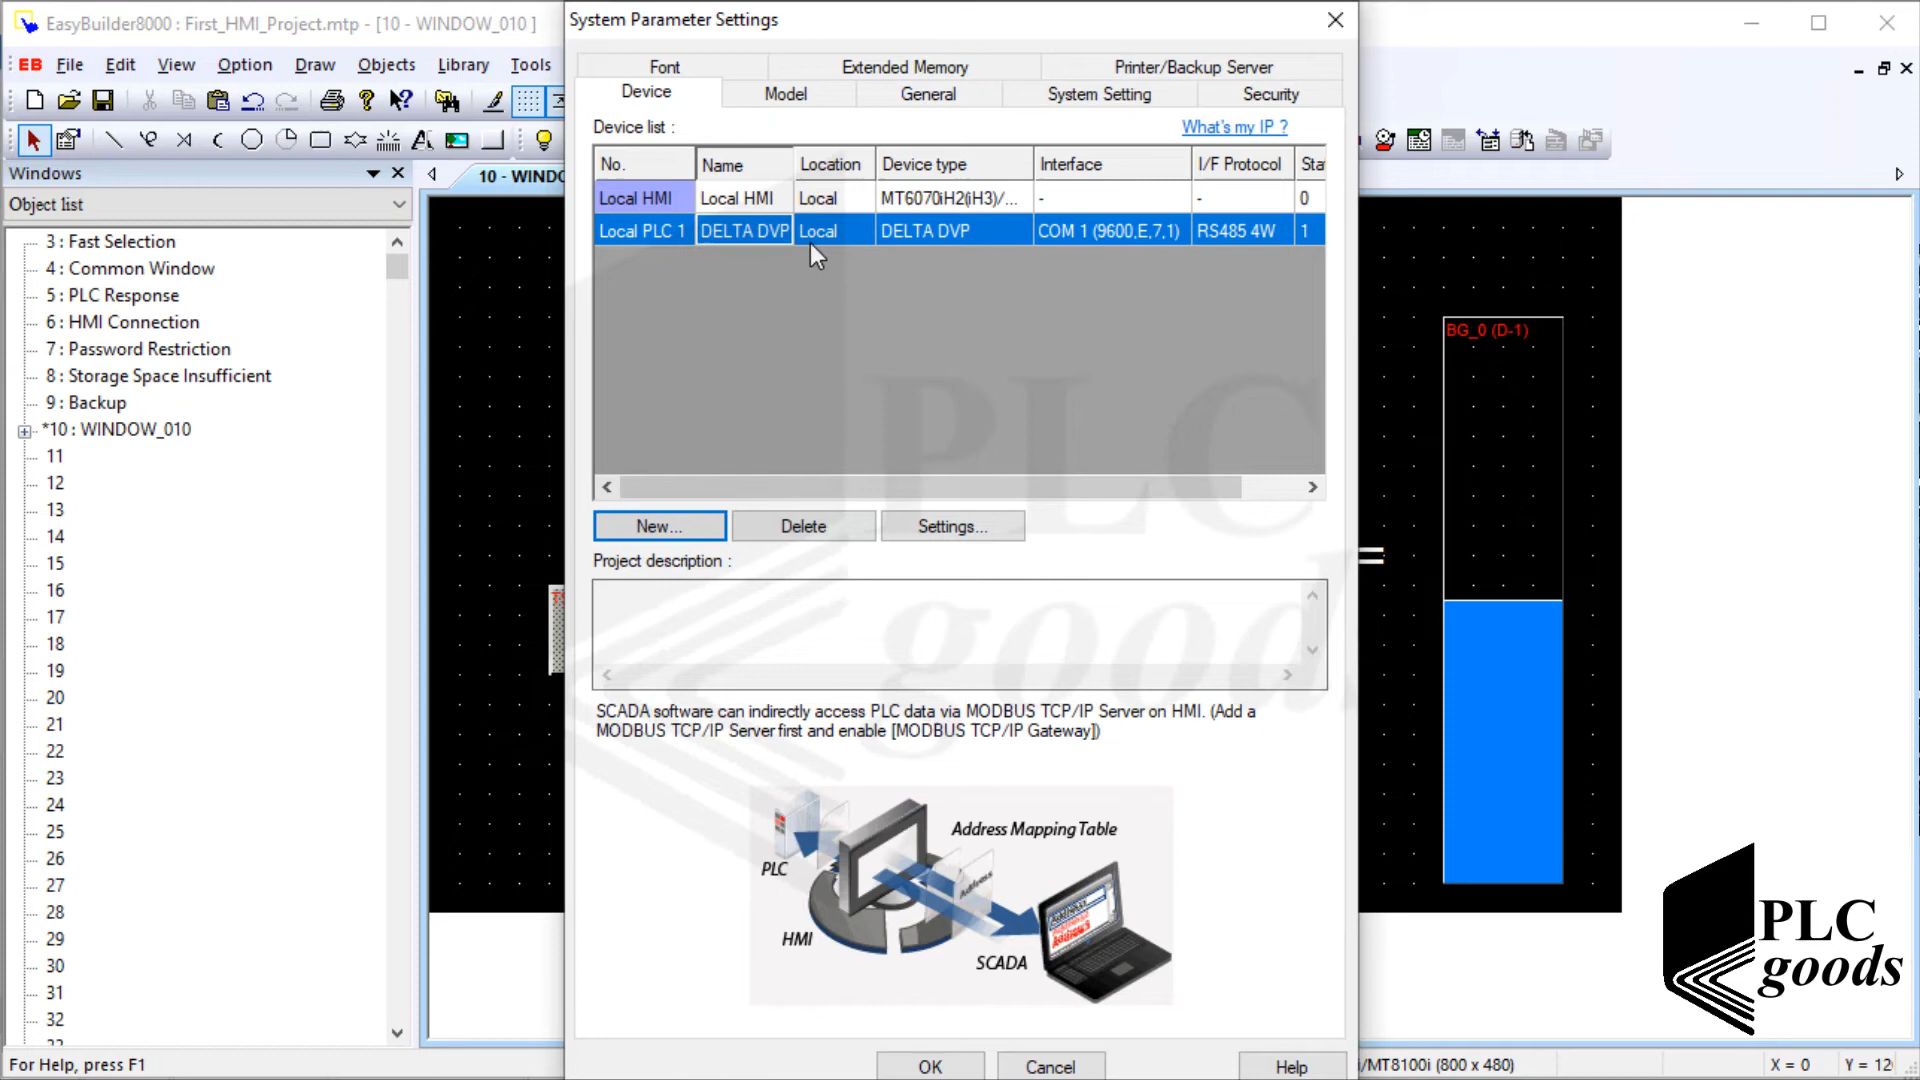 EasyBuilder8000 : First_HMI_Project.mtp - [10 - WINDOW_010 ]
EB File Edit View Option Draw Objects Library Tools
Windows
Object list
3 : Fast Selection
4 : Common Window
5 : PLC Response
6 : HMI Connection
7 : Password Restriction
8 : Storage Space Insufficient
9 : Backup
*10 : WINDOW_010
11
12
13
14
15
16
17
18
19
20
21
22
23
24
25
26
27
28
29
30
31
32
For Help, press F1
10 - WINDO
System Parameter Settings
Font Extended Memory Printer/Backup Server
Device Model General System Setting Security
Device list : What's my IP ?
No. Name Location Device type Interface I/F Protocol Sta
Local HMI Local HMI Local MT6070iH2(iH3)/... - - 0
Local PLC 1 DELTA DVP Local DELTA DVP COM 1 (9600,E,7,1) RS485 4W 1
New... Delete Settings...
Project description :
SCADA software can indirectly access PLC data via MODBUS TCP/IP Server on HMI. (Add a
MODBUS TCP/IP Server first and enable [MODBUS TCP/IP Gateway])
Address Mapping Table
PLC
Address
HMI
SCADA
OK Cancel Help
BG_0 (D-1)
PLC
goods
PLC
goods
i/MT8100i (800 x 480) X = 0 Y = 12